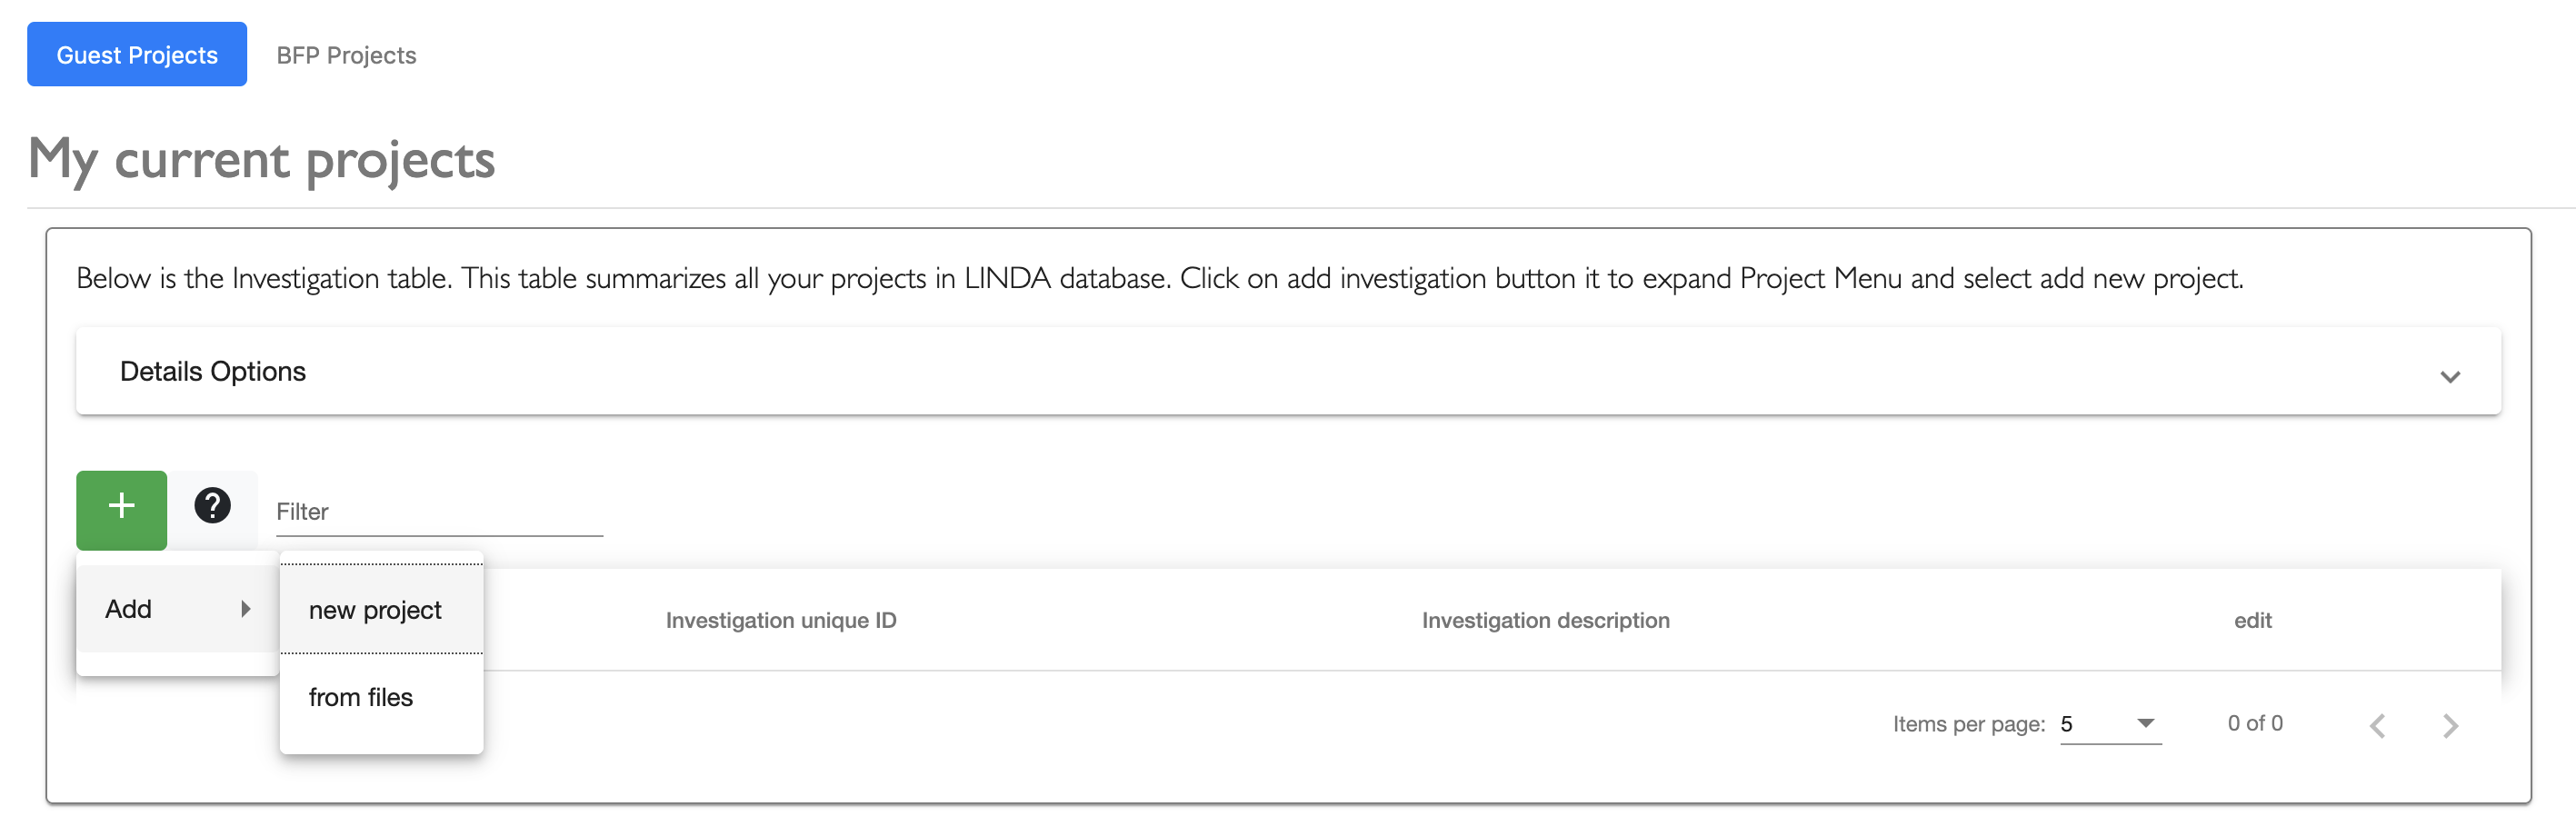 Guest Projects
BFP Projects
My current projects
Below is the Investigation table. This table summarizes all your projects in LINDA database. Click on add investigation button it to expand Project Menu and select add new project.
Details Options
+
?
Filter
Add
new project
from files
Investigation unique ID
Investigation description
edit
Items per page: 5
0 of 0